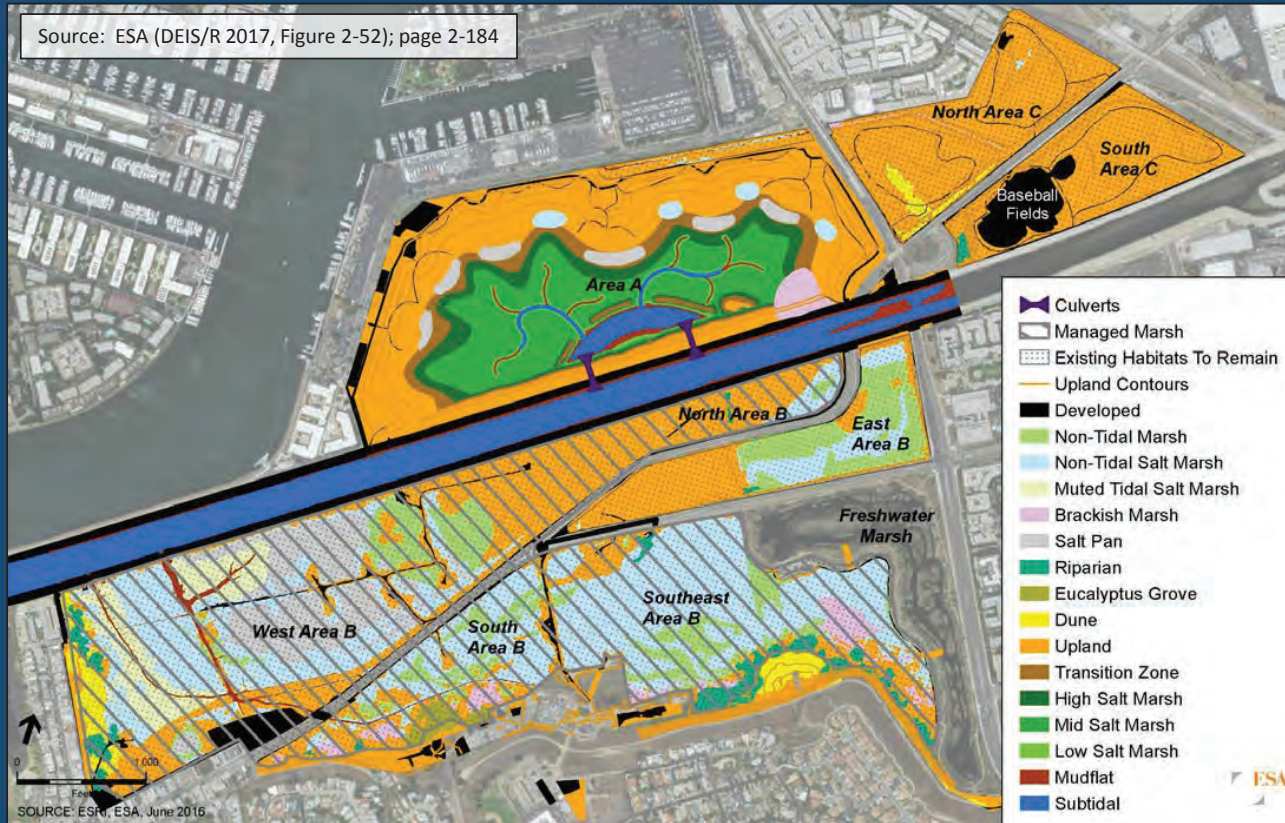 Source: ESA (DEIS/R 2017, Figure 2-52); page 2-184
North Area C
South
Area C
Baseball
Fields
Area A
North Area B
East
Area B
Freshwater
Marsh
West Area B
South
Area B
Southeast
Area B
Culverts
Managed Marsh
Existing Habitats To Remain
Upland Contours
Developed
Non-Tidal Marsh
Non-Tidal Salt Marsh
Muted Tidal Salt Marsh
Brackish Marsh
Salt Pan
Riparian
Eucalyptus Grove
Dune
Upland
Transition Zone
High Salt Marsh
Mid Salt Marsh
Low Salt Marsh
Mudflat
Subtidal
ESA
0 1,000
SOURCE: ESRI, ESA, June 2016